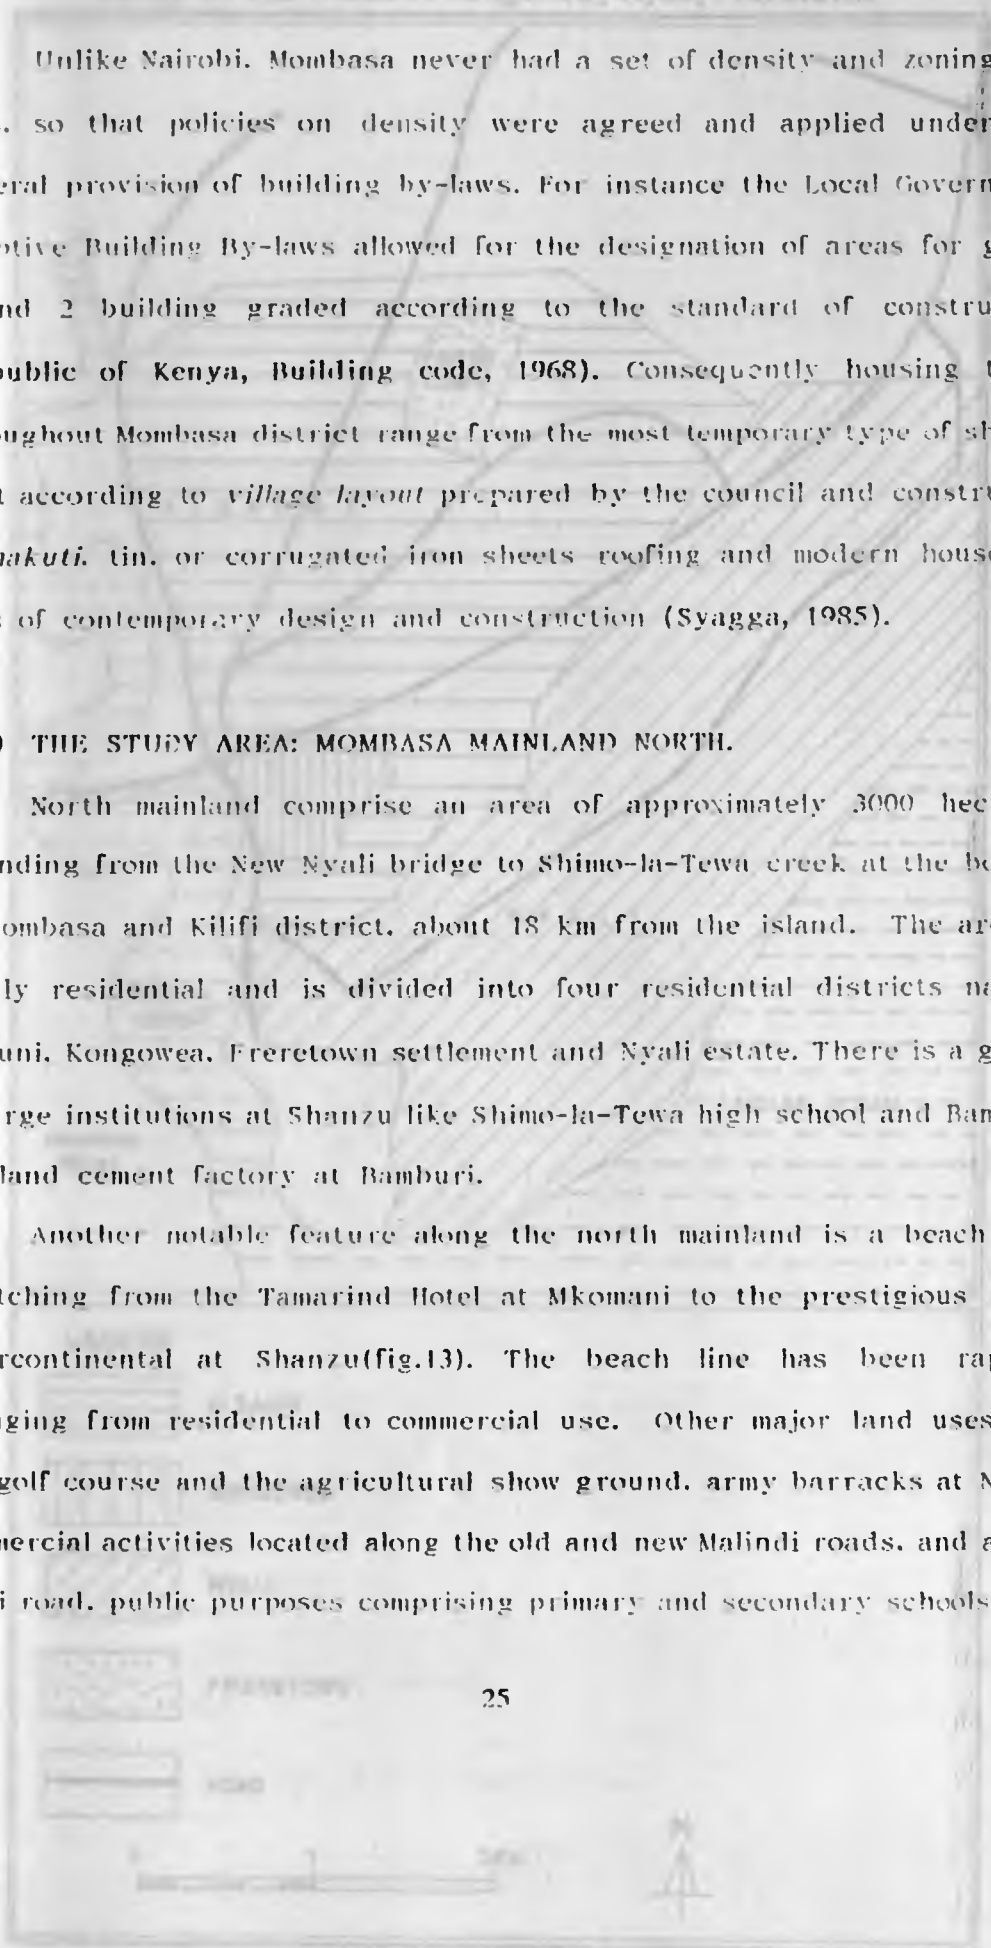 Unlike Nairobi. Mombasa never had a set of density and zoning
. so that policies on density were agreed and applied under
eral provision of building by-laws. For instance the Local Govern
ptive Building By-laws allowed for the designation of areas for g
nd 2 building graded according to the standard of constru
public of Kenya, Building code, 1968). Consequently housing t
oughout Mombasa district range from the most temporary type of sh
t according to village layout prepared by the council and constru
makuti. tin. or corrugated iron sheets roofing and modern hous
s of contemporary design and construction (Syagga, 1985).
THE STUDY AREA: MOMBASA MAINLAND NORTH.
North mainland comprise an area of approximately 3000 hec
nding from the New Nyali bridge to Shimo-la-Tewa creek at the bo
ombasa and Kilifi district. about 18 km from the island. The ar
ly residential and is divided into four residential districts na
uni. Kongowea. Freretown settlement and Nyali estate. There is a g
rge institutions at Shanzu like Shimo-la-Tewa high school and Bam
land cement factory at Bamburi.
Another notable feature along the north mainland is a beach
tching from the Tamarind Hotel at Mkomani to the prestigious
rcontinental at Shanzu(fig.13). The beach line has been ra
nging from residential to commercial use. Other major land uses
golf course and the agricultural show ground. army barracks at N
mercial activities located along the old and new Malindi roads. and a
i road. public purposes comprising primary and secondary schools
25
ROAD